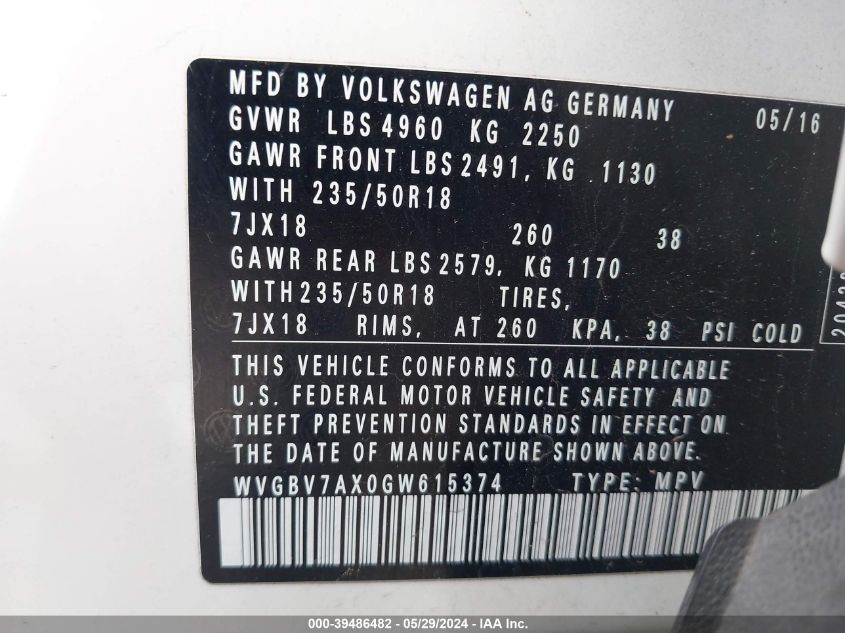 MFD BY VOLKSWAGEN AG GERMANY 05/16
GVWR LBS 4960 KG 2250
GAWR FRONT LBS 2491, KG 1130
WITH 235/50R18
7JX18 260 38
GAWR REAR LBS 2579, KG 1170
WITH 235/50R18 TIRES,
7JX18 RIMS, AT 260 KPA, 38 PSI COLD
THIS VEHICLE CONFORMS TO ALL APPLICABLE
U.S. FEDERAL MOTOR VEHICLE SAFETY AND
THEFT PREVENTION STANDARDS IN EFFECT ON
THE DATE OF MANUFACTURE SHOWN ABOVE.
WVGBV7AX0GW615374 TYPE: MPV
000-39486482 - 05/29/2024 - IAA Inc.